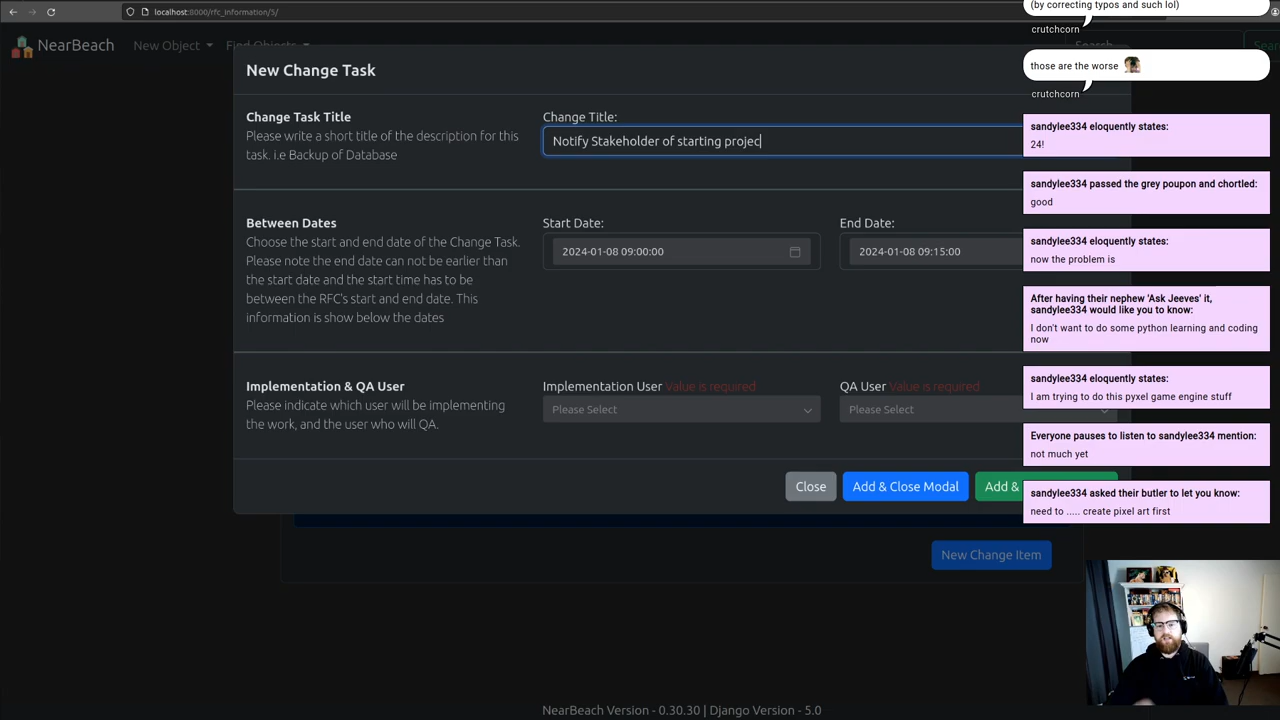 localhost:8000/rfc_information/5/
NearBeach
New Object
Find Objects
Search
New Change Task
Change Task Title
Please write a short title of the description for this
task. i.e Backup of Database
Change Title:
Notify Stakeholder of starting projec
Between Dates
Choose the start and end date of the Change Task.
Please note the end date can not be earlier than
the start date and the start time has to be
between the RFC's start and end date. This
information is show below the dates
Start Date:
2024-01-08 09:00:00
End Date:
2024-01-08 09:15:00
Implementation & QA User
Please indicate which user will be implementing
the work, and the user who will QA.
Implementation User Value is required
Please Select
QA User Value is required
Please Select
Close
Add & Close Modal
Add &
New Change Item
NearBeach Version - 0.30.30 | Django Version - 5.0
(by correcting typos and such lol)
crutchcorn
those are the worse
crutchcorn
sandylee334 eloquently states:
24!
sandylee334 passed the grey poupon and chortled:
good
sandylee334 eloquently states:
now the problem is
After having their nephew 'Ask Jeeves' it,
sandylee334 would like you to know:
I don't want to do some python learning and coding
now
sandylee334 eloquently states:
I am trying to do this pyxel game engine stuff
Everyone pauses to listen to sandylee334 mention:
not much yet
sandylee334 asked their butler to let you know:
need to ..... create pixel art first